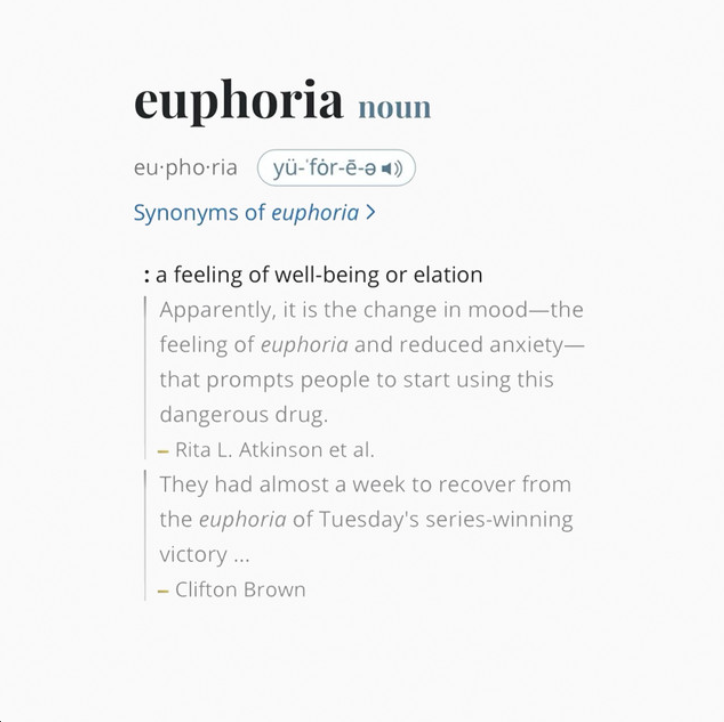 euphoria noun
eu·pho·ria yü-ˈfȯr-ē-ə
Synonyms of euphoria >
: a feeling of well-being or elation
Apparently, it is the change in mood—the
feeling of euphoria and reduced anxiety—
that prompts people to start using this
dangerous drug.
– Rita L. Atkinson et al.
They had almost a week to recover from
the euphoria of Tuesday's series-winning
victory ...
– Clifton Brown